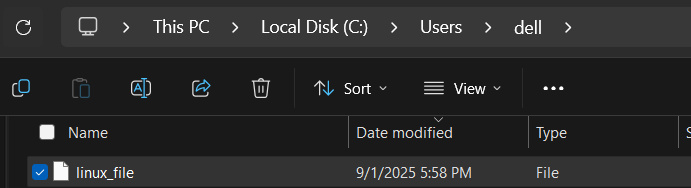 This PC > Local Disk (C:) > Users > dell >
Sort View ...
Name Date modified Type
linux_file 9/1/2025 5:58 PM File